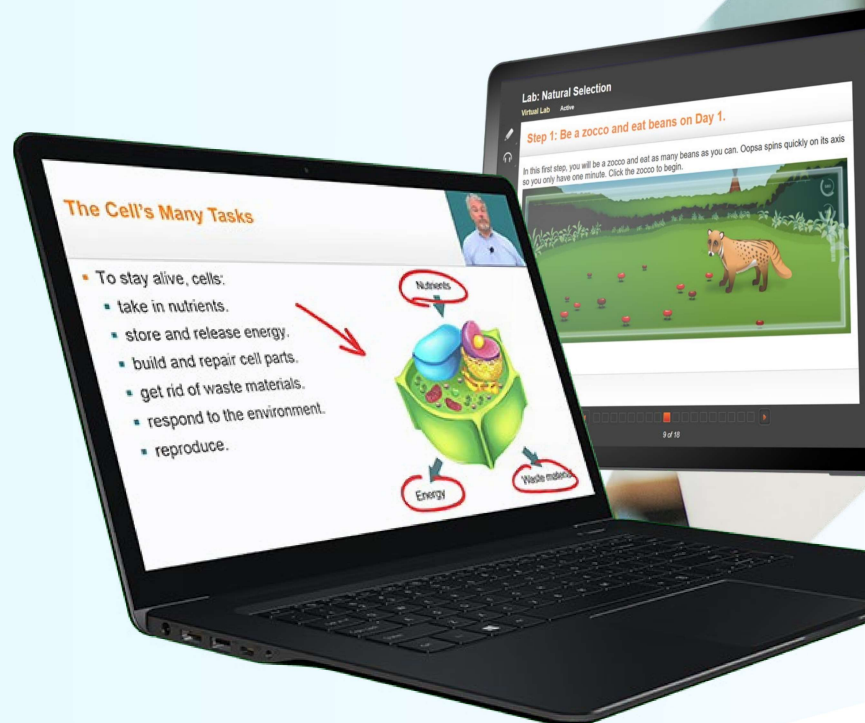 The Cell's Many Tasks
To stay alive, cells:
take in nutrients.
store and release energy.
build and repair cell parts.
get rid of waste materials.
respond to the environment.
reproduce.
Nutrients
Energy
Waste material
Lab: Natural Selection
Virtual Lab Active
Step 1: Be a zocco and eat beans on Day 1.
In this first step, you will be a zocco and eat as many beans as you can. Oopsa spins quickly on its axis
so you only have one minute. Click the zocco to begin.
9 of 18